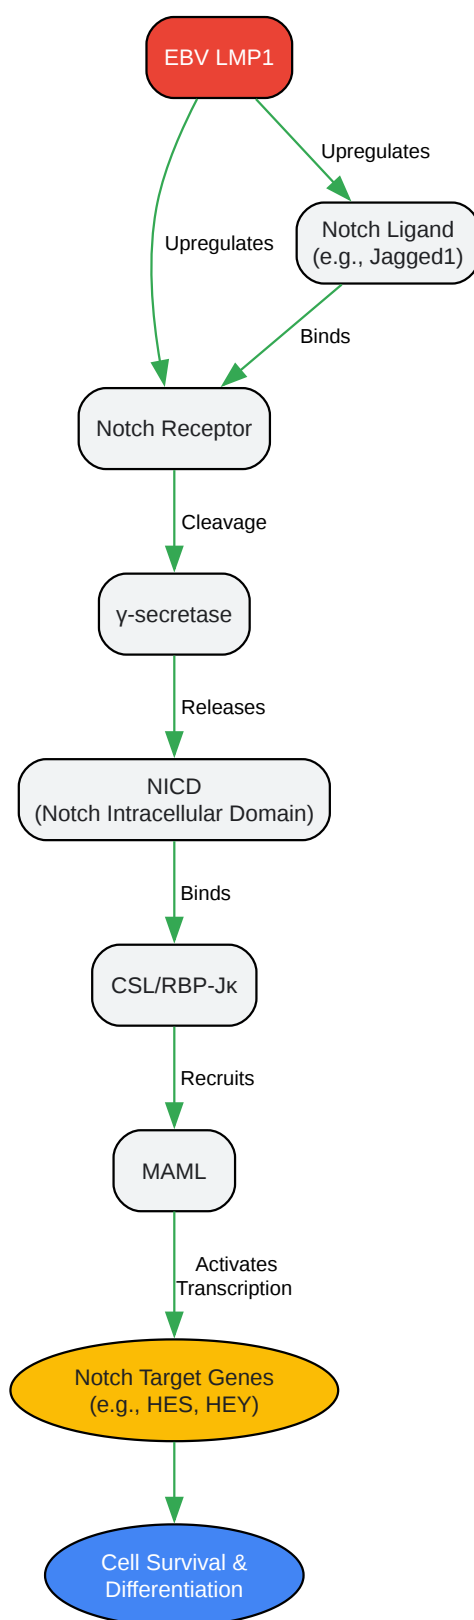 EBV LMP1
Upregulates
Notch Ligand
(e.g., Jagged1)
Upregulates
Binds
Notch Receptor
Cleavage
γ-secretase
Releases
NICD
(Notch Intracellular Domain)
Binds
CSL/RBP-Jκ
Recruits
MAML
Activates
Transcription
Notch Target Genes
(e.g., HES, HEY)
Cell Survival &
Differentiation